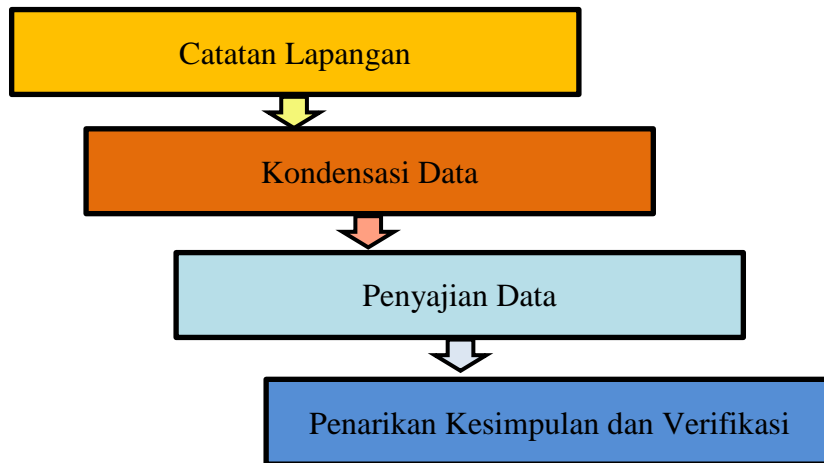 Catatan Lapangan
Kondensasi Data
Penyajian Data
Penarikan Kesimpulan dan Verifikasi